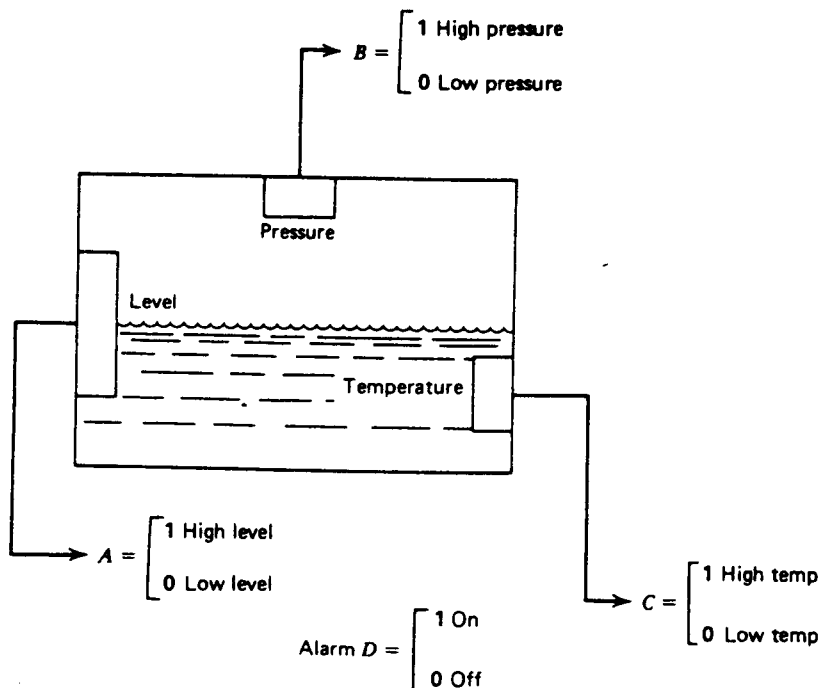 B = 1 High pressure
0 Low pressure
Pressure
Level
Temperature
A = 1 High level
0 Low level
C = 1 High temp
0 Low temp
Alarm D = 1 On
0 Off